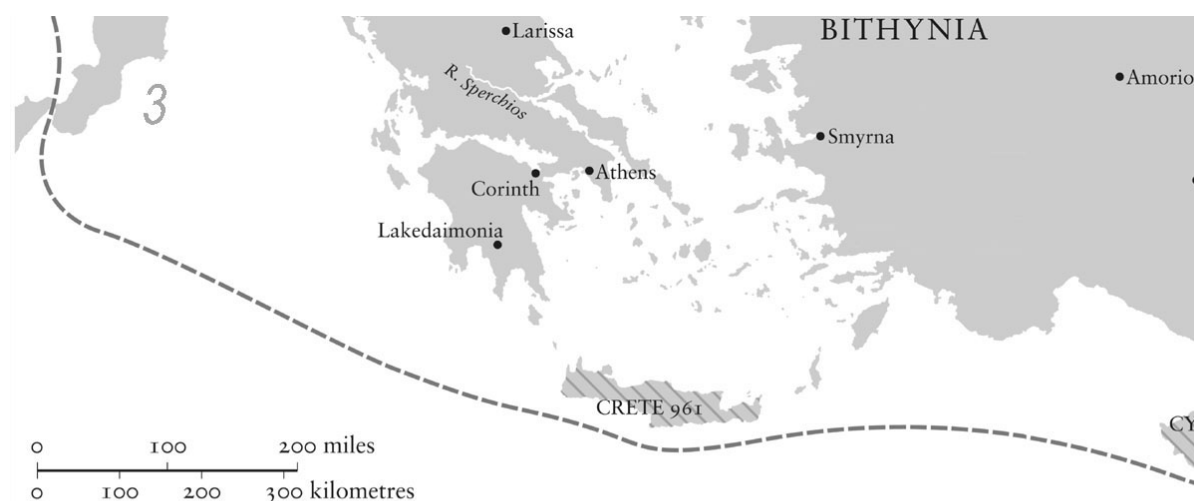 Larissa
BITHYNIA
R. Sperchios
Amorio
3
Smyrna
Athens
Corinth
Lakedaimonia
CRETE 961
CY
0 100 200 miles
0 100 200 300 kilometres